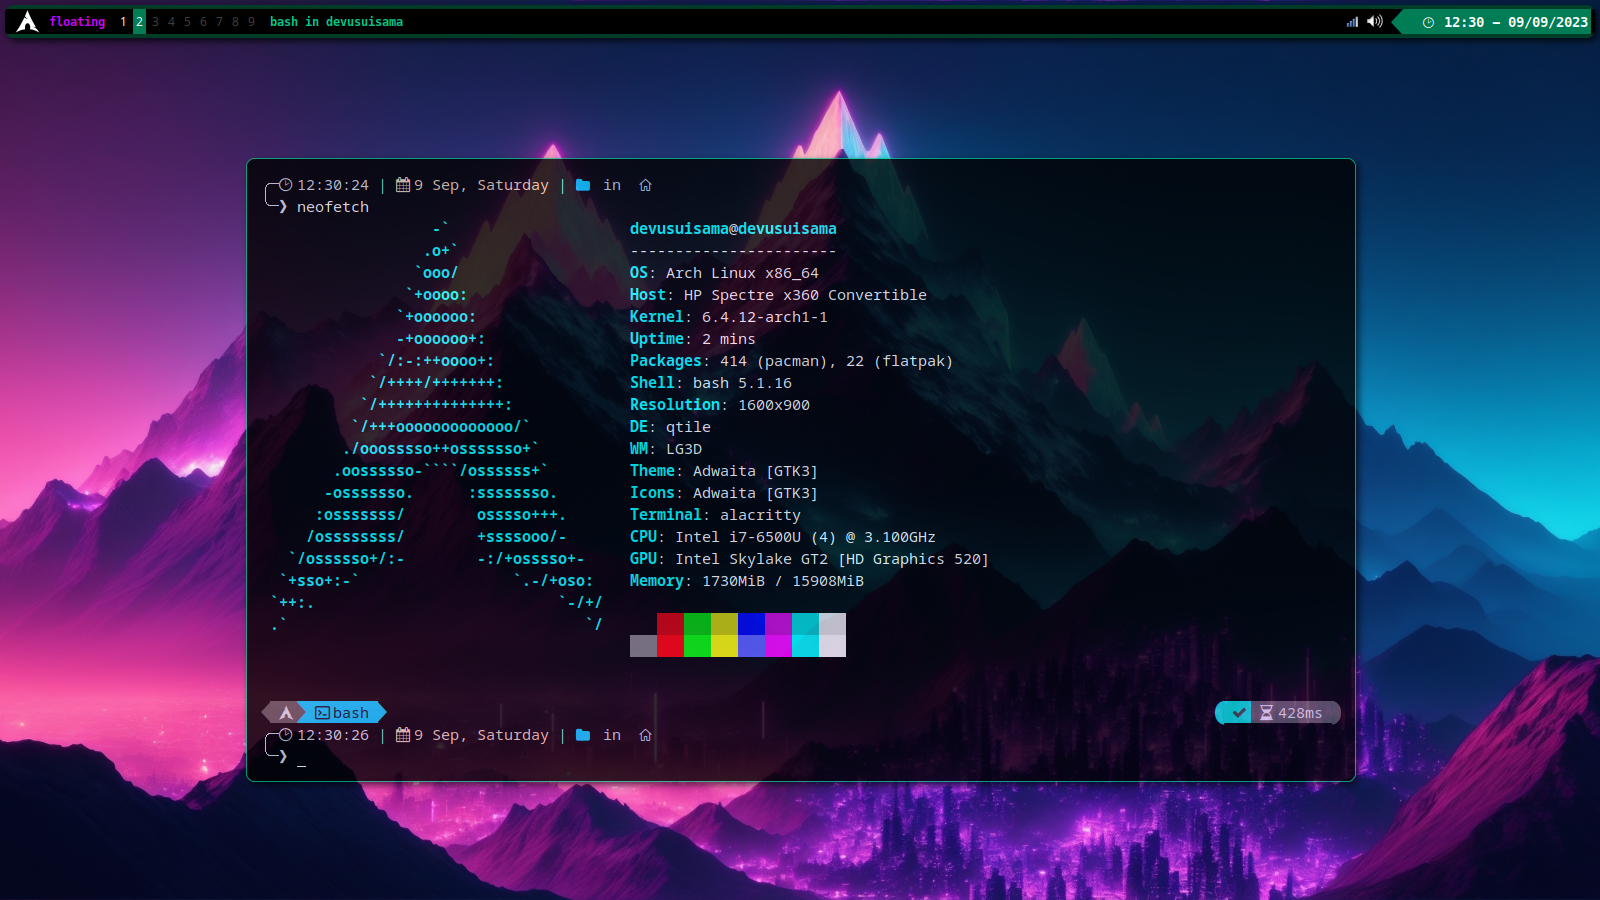 floating 1 2 3 4 5 6 7 8 9 bash in devusuisama 12:30 — 09/09/2023
12:30:24 | 9 Sep, Saturday | in
❯ neofetch
-` devusuisama@devusuisama
.o+` -----------------------
`ooo/ OS: Arch Linux x86_64
`+oooo: Host: HP Spectre x360 Convertible
`+oooooo: Kernel: 6.4.12-arch1-1
-+oooooo+: Uptime: 2 mins
`/:-:++oooo+: Packages: 414 (pacman), 22 (flatpak)
`/++++/+++++++: Shell: bash 5.1.16
`/++++++++++++++: Resolution: 1600x900
`/+++ooooooooooooo/` DE: qtile
./ooosssso++osssssso+` WM: LG3D
.oossssso-````/ossssss+` Theme: Adwaita [GTK3]
-osssssso. :ssssssso. Icons: Adwaita [GTK3]
:osssssss/ osssso+++. Terminal: alacritty
/ossssssss/ +ssssooo/- CPU: Intel i7-6500U (4) @ 3.100GHz
`/ossssso+/:- -:/+osssso+- GPU: Intel Skylake GT2 [HD Graphics 520]
`+sso+:-` `.-/+oso: Memory: 1730MiB / 15908MiB
`++:. `-/+/
.` `/
bash 428ms
12:30:26 | 9 Sep, Saturday | in
❯ _